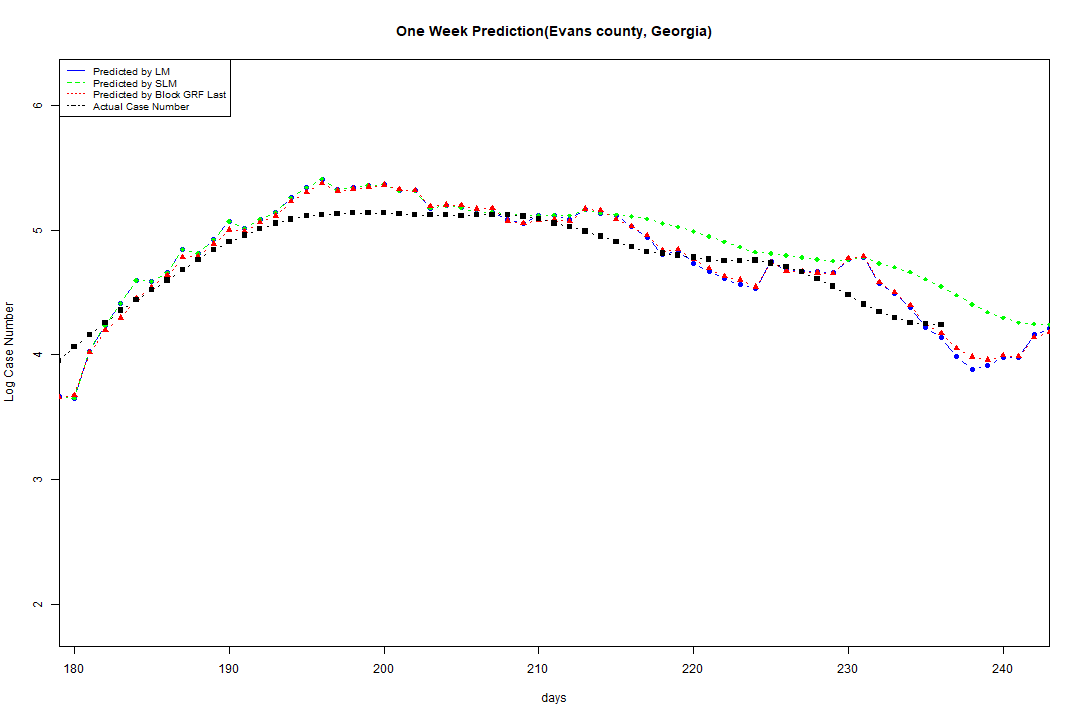 One Week Prediction(Evans county, Georgia)
Predicted by LM
Predicted by SLM
Predicted by Block GRF Last
Actual Case Number
6
5
4
3
2
Log Case Number
180 190 200 210 220 230 240
days